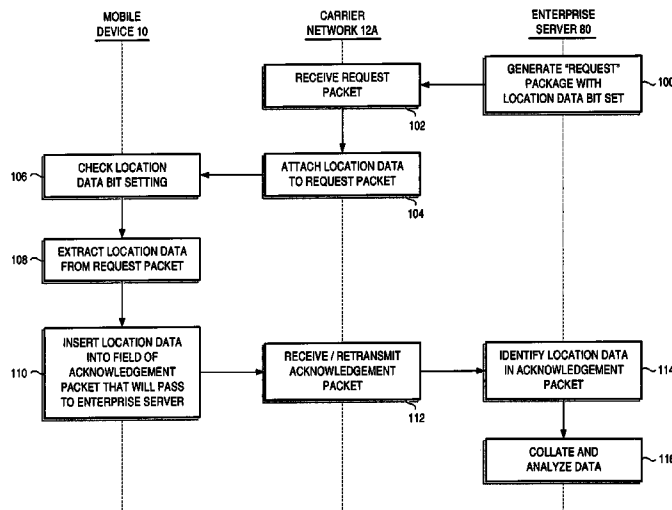 MOBILE
DEVICE 10
CARRIER
NETWORK 12A
ENTERPRISE
SERVER 80
GENERATE "REQUEST"
PACKAGE WITH
LOCATION DATA BIT SET
100
RECEIVE REQUEST
PACKET
102
ATTACH LOCATION DATA
TO REQUEST PACKET
104
106
CHECK LOCATION
DATA BIT SETTING
108
EXTRACT LOCATION DATA
FROM REQUEST PACKET
110
INSERT LOCATION DATA
INTO FIELD OF
ACKNOWLEDGEMENT
PACKET THAT WILL PASS
TO ENTERPRISE SERVER
RECEIVE / RETRANSMIT
ACKNOWLEDGEMENT
PACKET
112
IDENTIFY LOCATION DATA
IN ACKNOWLEDGEMENT
PACKET
114
COLLATE AND
ANALYZE DATA
116